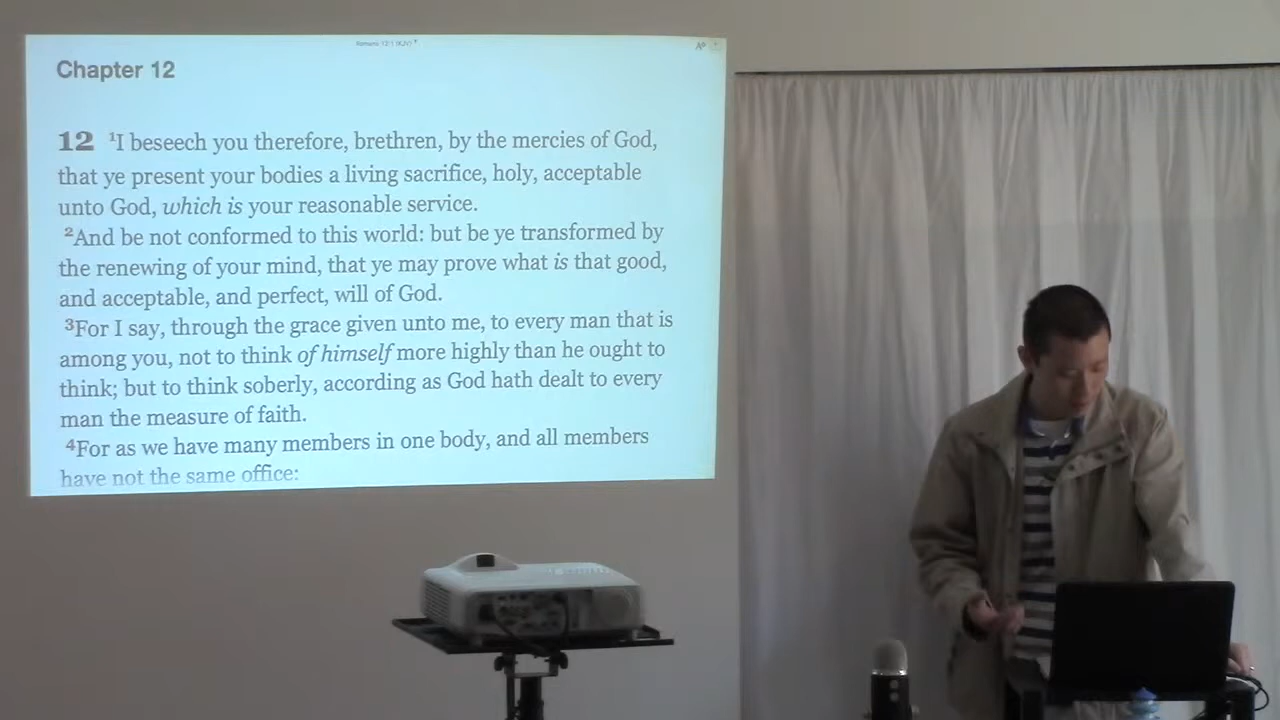 Romans 12:1 (KJV)
Chapter 12
12 1I beseech you therefore, brethren, by the mercies of God,
that ye present your bodies a living sacrifice, holy, acceptable
unto God, which is your reasonable service.
2And be not conformed to this world: but be ye transformed by
the renewing of your mind, that ye may prove what is that good,
and acceptable, and perfect, will of God.
3For I say, through the grace given unto me, to every man that is
among you, not to think of himself more highly than he ought to
think; but to think soberly, according as God hath dealt to every
man the measure of faith.
4For as we have many members in one body, and all members
have not the same office: